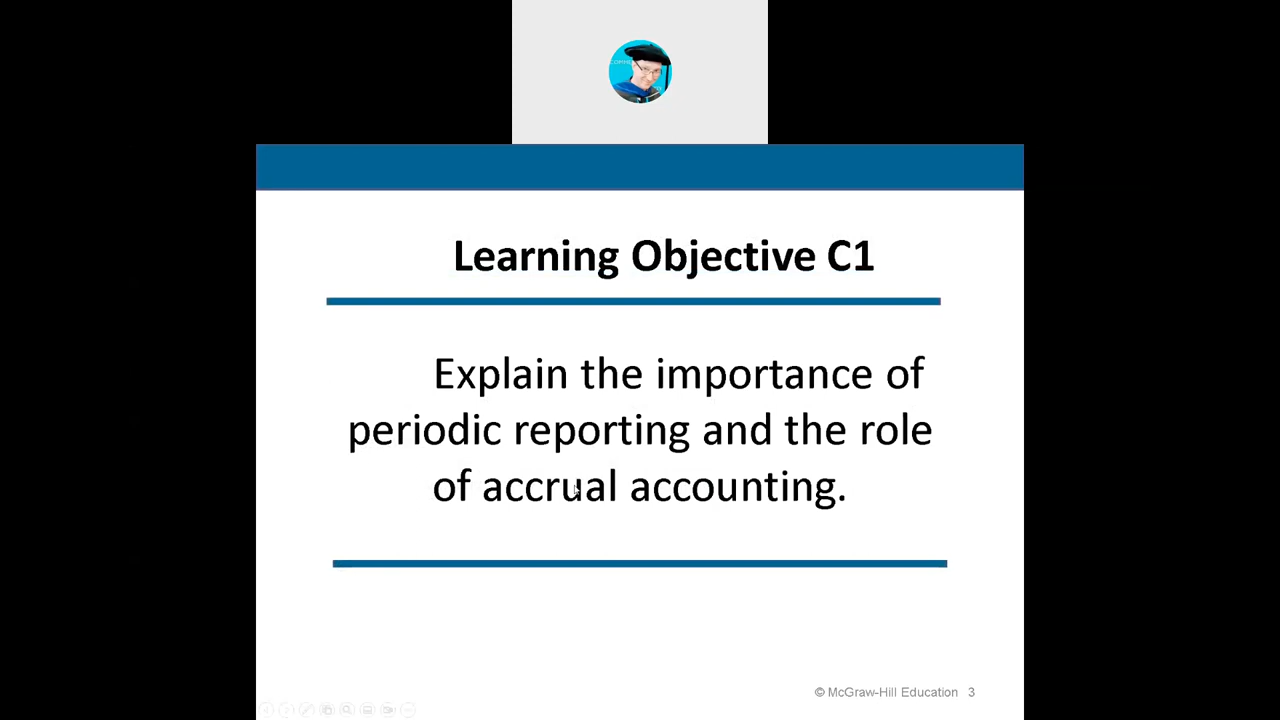 Learning Objective C1
Explain the importance of
periodic reporting and the role
of accrual accounting.
© McGraw-Hill Education 3